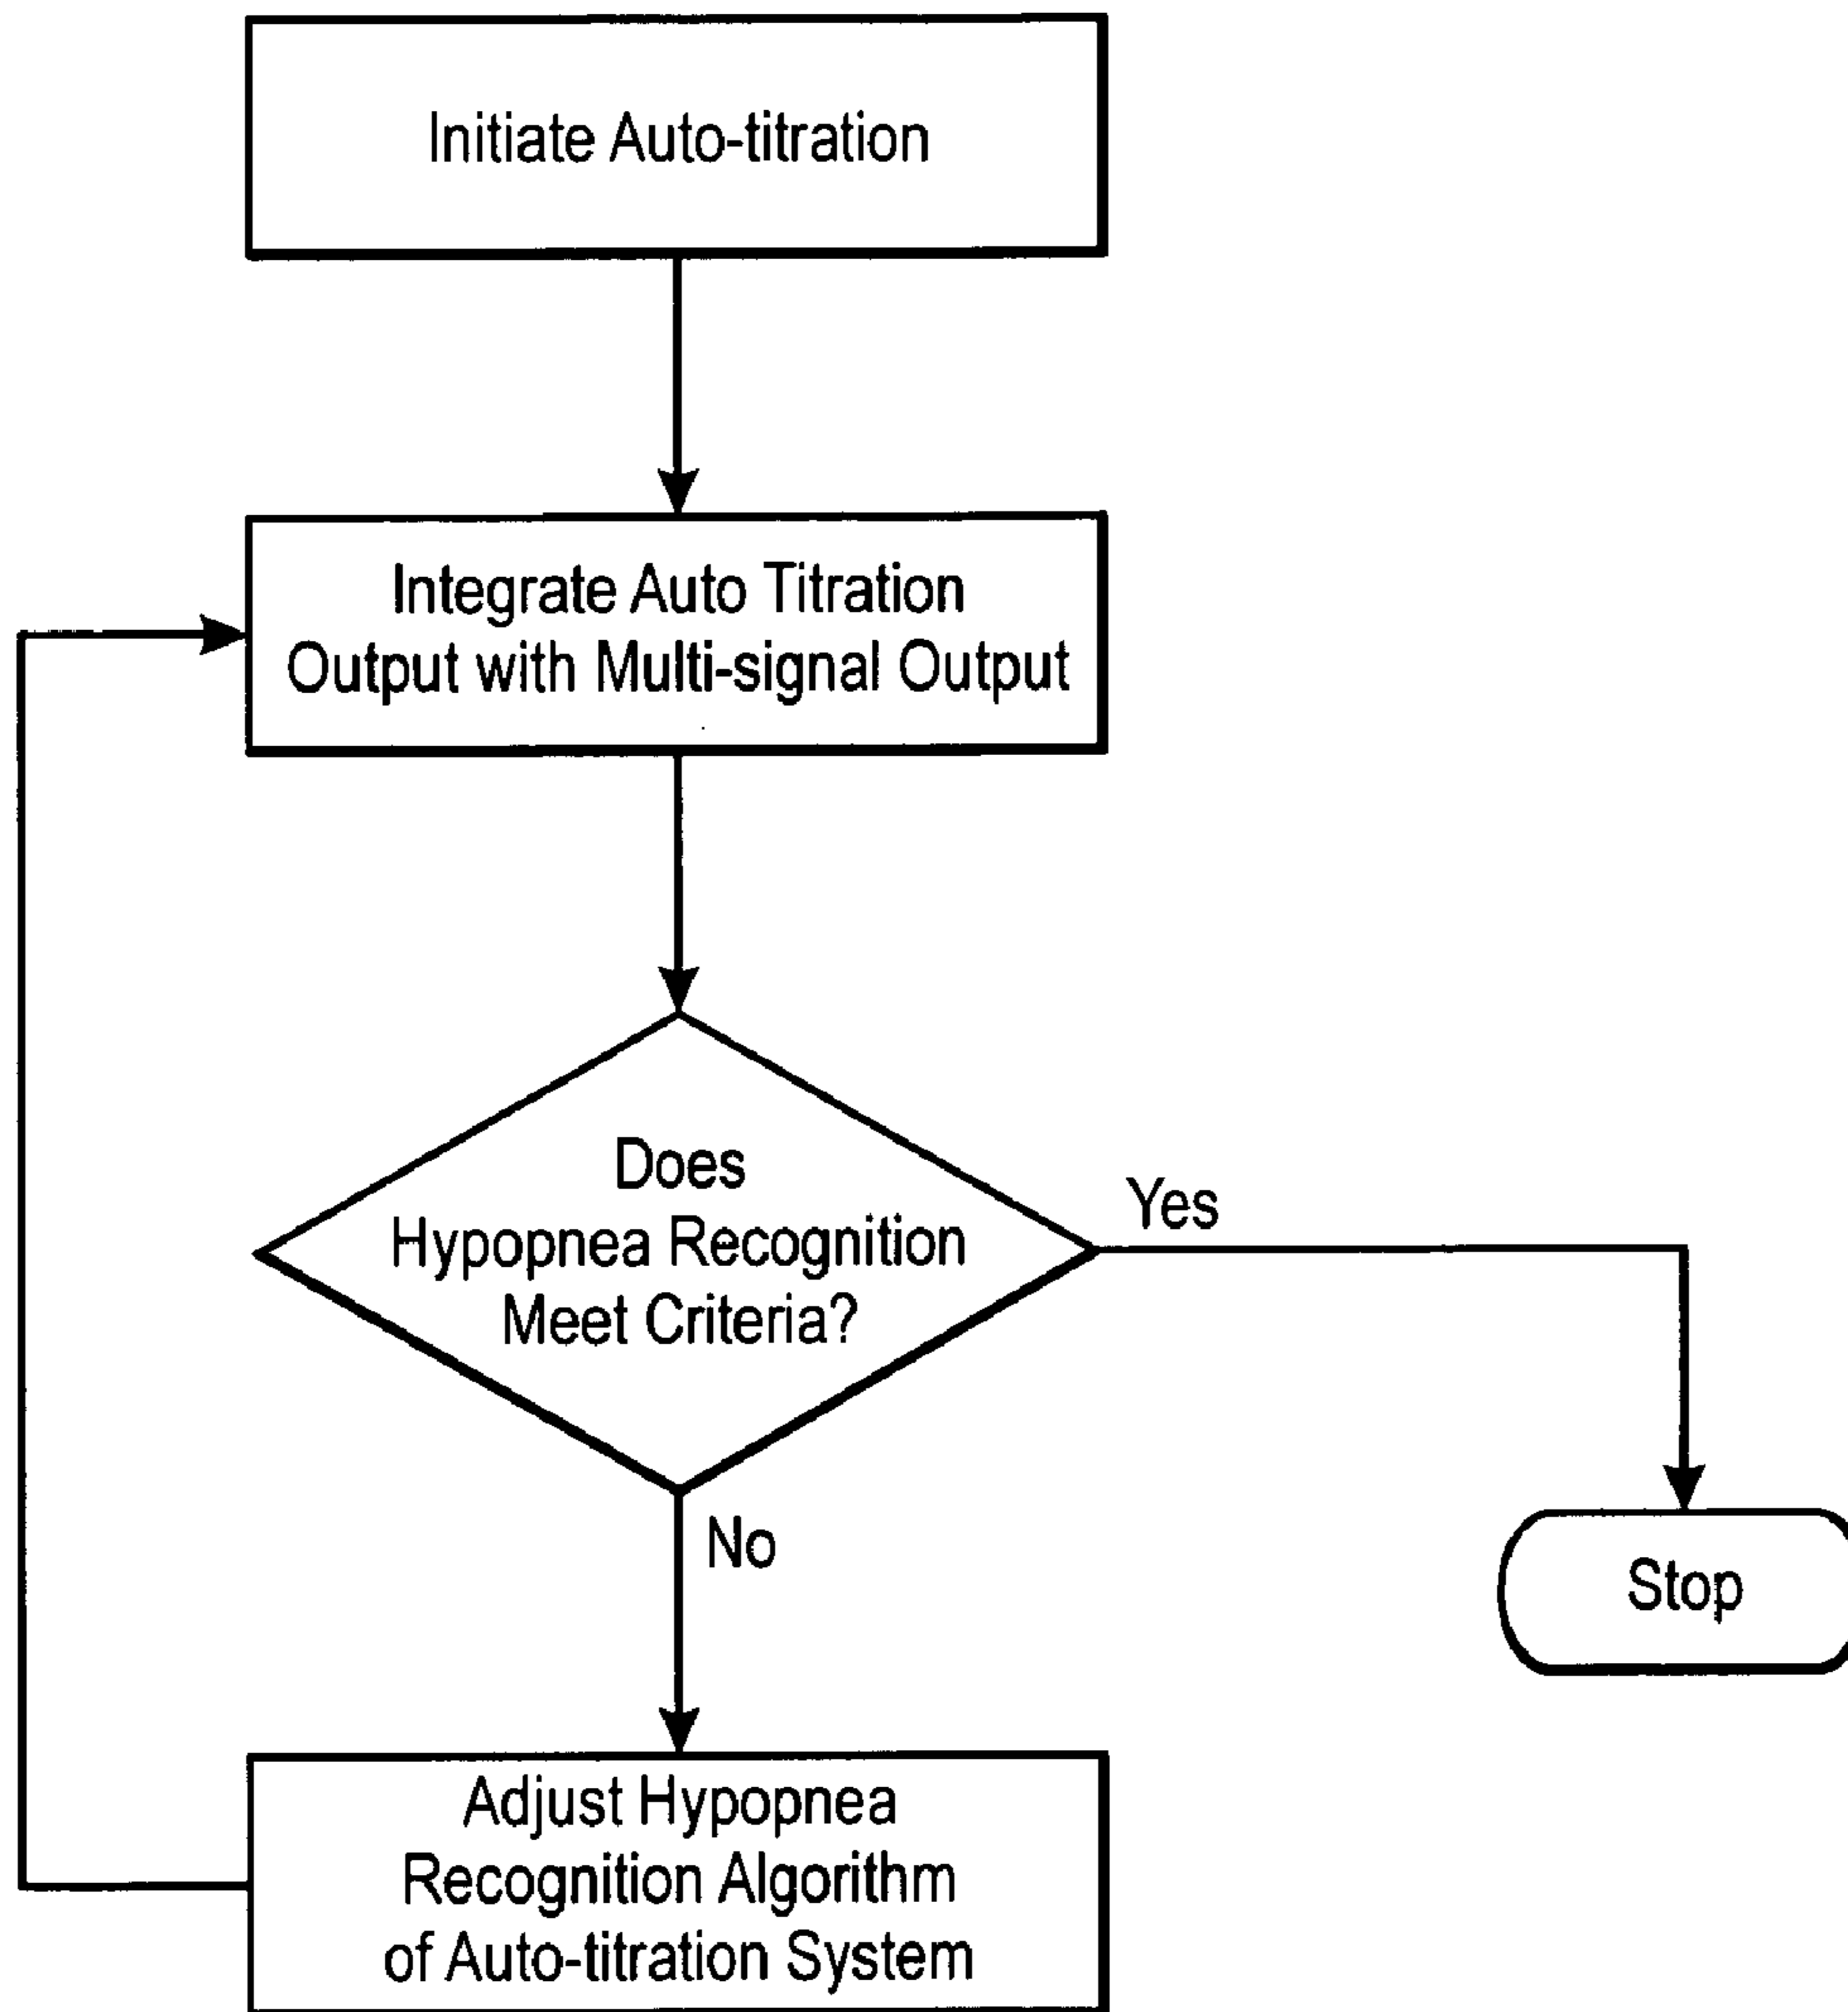 Initiate Auto-titration
Integrate Auto Titration
Output with Multi-signal Output
Does
Hypopnea Recognition
Meet Criteria?
Yes
No
Stop
Adjust Hypopnea
Recognition Algorithm
of Auto-titration System